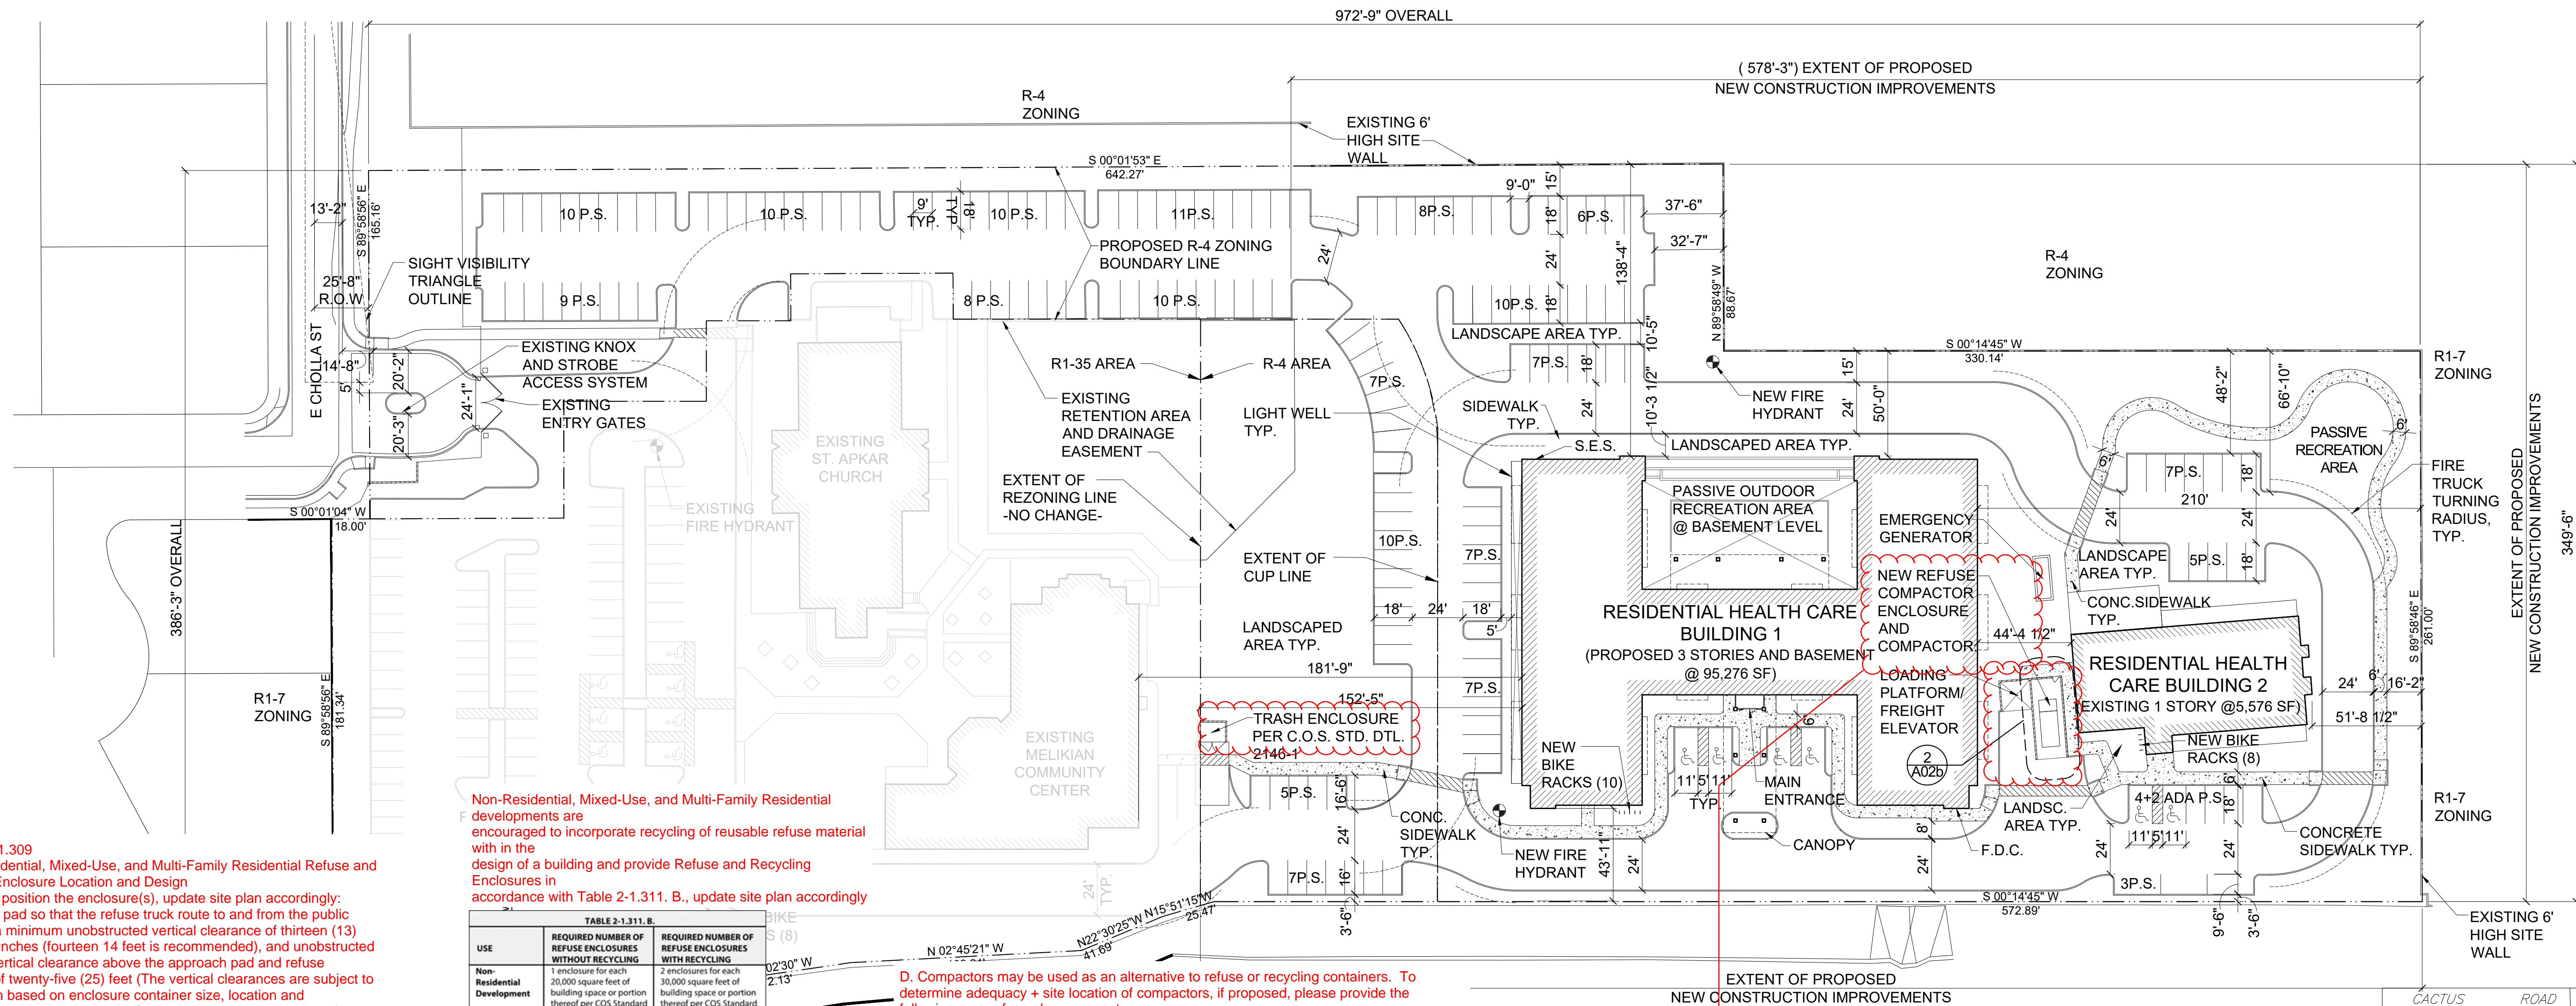 972'-9" OVERALL
( 578'-3") EXTENT OF PROPOSED
NEW CONSTRUCTION IMPROVEMENTS
R-4
ZONING
EXISTING 6'
HIGH SITE
WALL
S 00°01'53" E
642.27'
S 89°58'56" E
165.16'
13'-2"
10 P.S.
10 P.S.
9'
TYP.
18'
TYP.
10 P.S.
11P.S.
8P.S.
9'-0"
15'
18'
6P.S.
37'-6"
32'-7"
24'
24'
138'-4"
PROPOSED R-4 ZONING
BOUNDARY LINE
SIGHT VISIBILITY
TRIANGLE
OUTLINE
25'-8"
R.O.W
9 P.S.
8 P.S.
10 P.S.
10P.S.
18'
N 89°58'49" W
88.67'
R-4
ZONING
LANDSCAPE AREA TYP.
10'-5"
E CHOLLA ST
14'-8"
5'
20'-2"
24'-1"
20'-3"
EXISTING KNOX
AND STROBE
ACCESS SYSTEM
EXISTING
ENTRY GATES
R1-35 AREA
R-4 AREA
7P.S.
7P.S.
18'
24'
10'-3 1/2"
S 00°14'45" W
330.14'
15'
24'
50'-0"
48'-2"
66'-10"
R1-7
ZONING
NEW FIRE
HYDRANT
EXISTING
RETENTION AREA
AND DRAINAGE
EASEMENT
LIGHT WELL
TYP.
SIDEWALK
TYP.
S.E.S.
LANDSCAPED AREA TYP.
EXISTING
ST. APKAR
CHURCH
EXISTING
FIRE HYDRANT
EXTENT OF
REZONING LINE
-NO CHANGE-
PASSIVE
RECREATION
AREA
6'
6'
7P.S.
18'
210'
24'
24'
5P.S.
18'
FIRE
TRUCK
TURNING
RADIUS,
TYP.
EXTENT OF PROPOSED
NEW CONSTRUCTION IMPROVEMENTS
349'-6"
PASSIVE OUTDOOR
RECREATION AREA
@ BASEMENT LEVEL
EMERGENCY
GENERATOR
S 00°01'04" W
18.00'
386'-3" OVERALL
10P.S.
7P.S.
EXTENT OF
CUP LINE
LANDSCAPE
AREA TYP.
NEW REFUSE
COMPACTOR
ENCLOSURE
AND
COMPACTOR
CONC.SIDEWALK
TYP.
18'
24'
18'
5'
RESIDENTIAL HEALTH CARE
BUILDING 1
(PROPOSED 3 STORIES AND BASEMENT
@ 95,276 SF)
44'-4 1/2"
LANDSCAPED
AREA TYP.
181'-9"
152'-5"
7P.S.
LOADING
PLATFORM/
FREIGHT
ELEVATOR
RESIDENTIAL HEALTH
CARE BUILDING 2
(EXISTING 1 STORY @5,576 SF)
S 89°58'46" E
261.00'
24'
6'
16'-2"
51'-8 1/2"
R1-7
ZONING
S 89°58'56" E
181.34'
TRASH ENCLOSURE
PER C.O.S. STD. DTL.
2146-1
EXISTING
MELIKIAN
COMMUNITY
CENTER
NEW
BIKE
RACKS (10)
6'
11'
5'
11'
TYP.
MAIN
ENTRANCE
2
A02b
NEW BIKE
RACKS (8)
5P.S.
16'-6"
24'
CONC.
SIDEWALK
TYP.
NEW FIRE
HYDRANT
43'-11"
24'
CANOPY
8'
24'
F.D.C.
LANDSC.
AREA TYP.
4+2 ADA P.S.
6'
18'
11'
5'
11'
24'
24'
CONCRETE
SIDEWALK TYP.
R1-7
ZONING
7P.S.
16'
3'-6"
3P.S.
9'-6"
3'-6"
S 00°14'45" W
572.89'
EXISTING 6'
HIGH SITE
WALL
24'
TYP.
N15°51'15"W
25.47'
N22°30'25"W
41.69'
N 02°45'21" W
02'30" W
2.13'
BIKE
S (8)
Non-Residential, Mixed-Use, and Multi-Family Residential
developments are
encouraged to incorporate recycling of reusable refuse material
with in the
design of a building and provide Refuse and Recycling
Enclosures in
accordance with Table 2-1.311. B., update site plan accordingly
1.309
idential, Mixed-Use, and Multi-Family Residential Refuse and
Enclosure Location and Design
position the enclosure(s), update site plan accordingly:
pad so that the refuse truck route to and from the public
a minimum unobstructed vertical clearance of thirteen (13)
nches (fourteen 14 feet is recommended), and unobstructed
ertical clearance above the approach pad and refuse
of twenty-five (25) feet (The vertical clearances are subject to
n based on enclosure container size, location and
TABLE 2-1.311. B.
USE
REQUIRED NUMBER OF
REFUSE ENCLOSURES
WITHOUT RECYCLING
REQUIRED NUMBER OF
REFUSE ENCLOSURES
WITH RECYCLING
Non-
Residential
Development
1 enclosure for each
20,000 square feet of
building space or portion
thereof per COS Standard
2 enclosures for each
30,000 square feet of
building space or portion
thereof per COS Standard
D. Compactors may be used as an alternative to refuse or recycling containers. To
determine adequacy + site location of compactors, if proposed, please provide the
EXTENT OF PROPOSED
NEW CONSTRUCTION IMPROVEMENTS
CACTUS ROAD